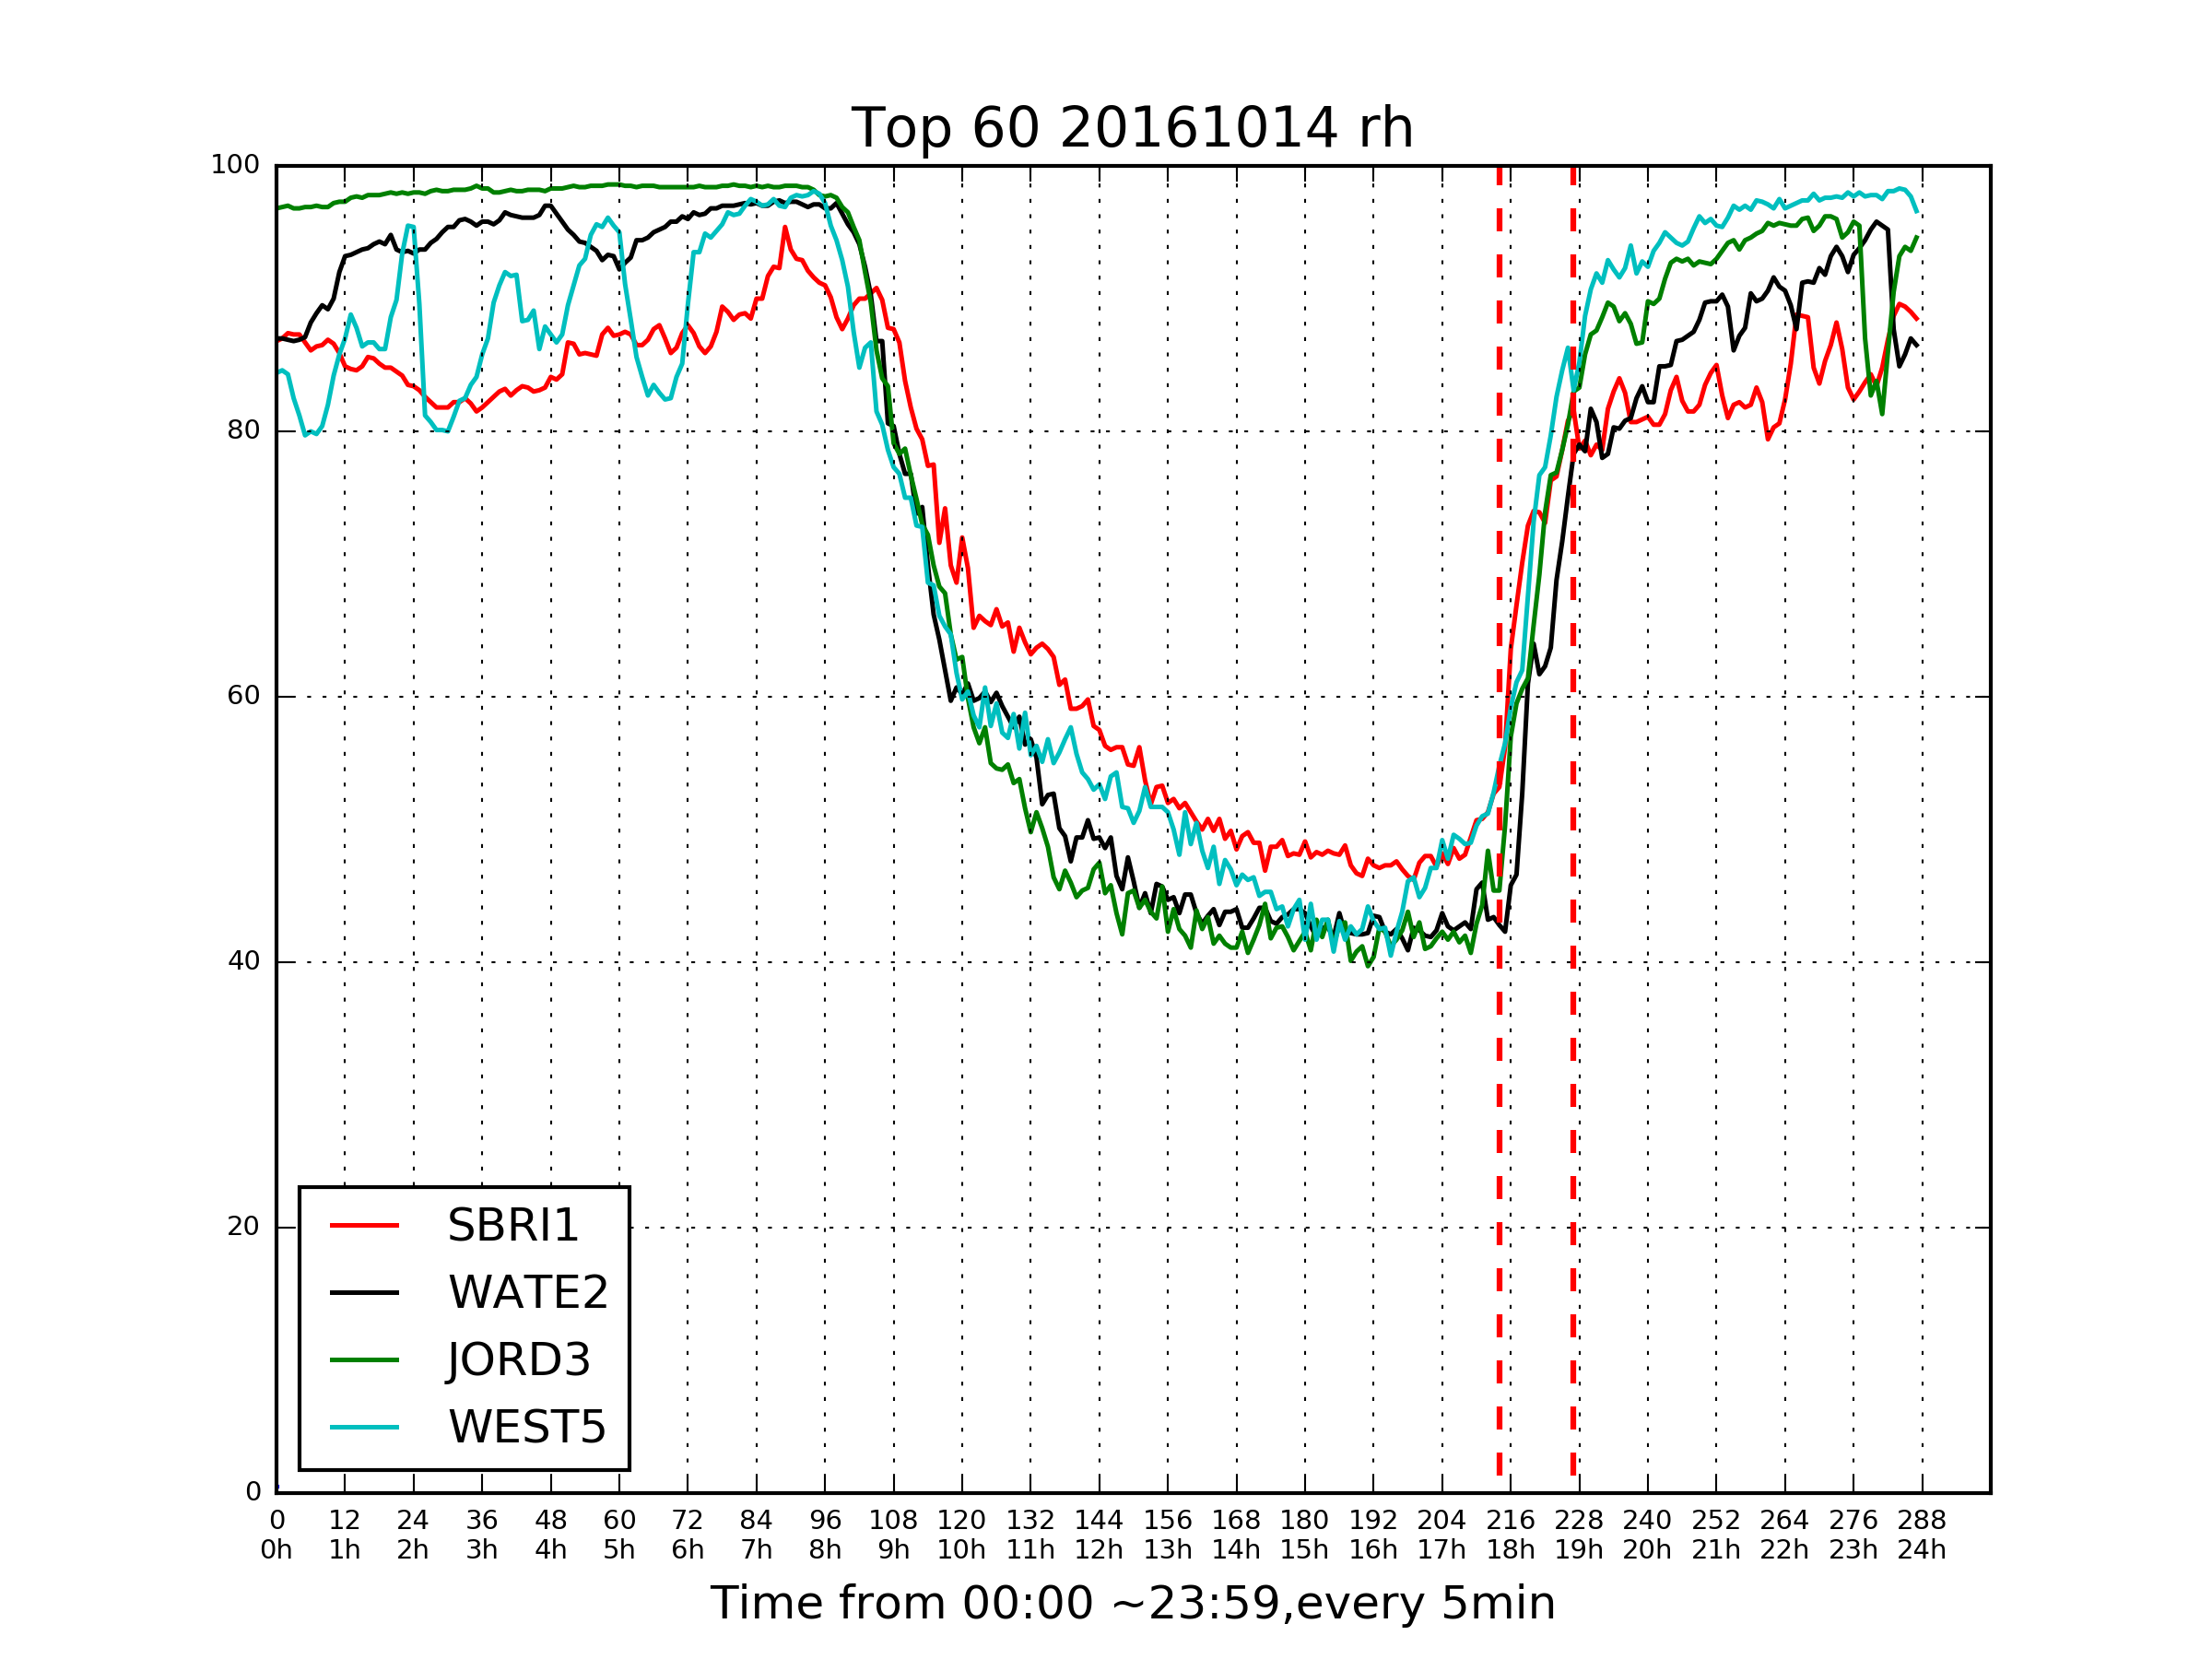 Top 60 20161014 rh
100
80
60
40
20
0
SBRI1
WATE2
JORD3
WEST5
0 12 24 36 48 60 72 84 96 108 120 132 144 156 168 180 192 204 216 228 240 252 264 276 288
0h 1h 2h 3h 4h 5h 6h 7h 8h 9h 10h 11h 12h 13h 14h 15h 16h 17h 18h 19h 20h 21h 22h 23h 24h
Time from 00:00 ~23:59,every 5min